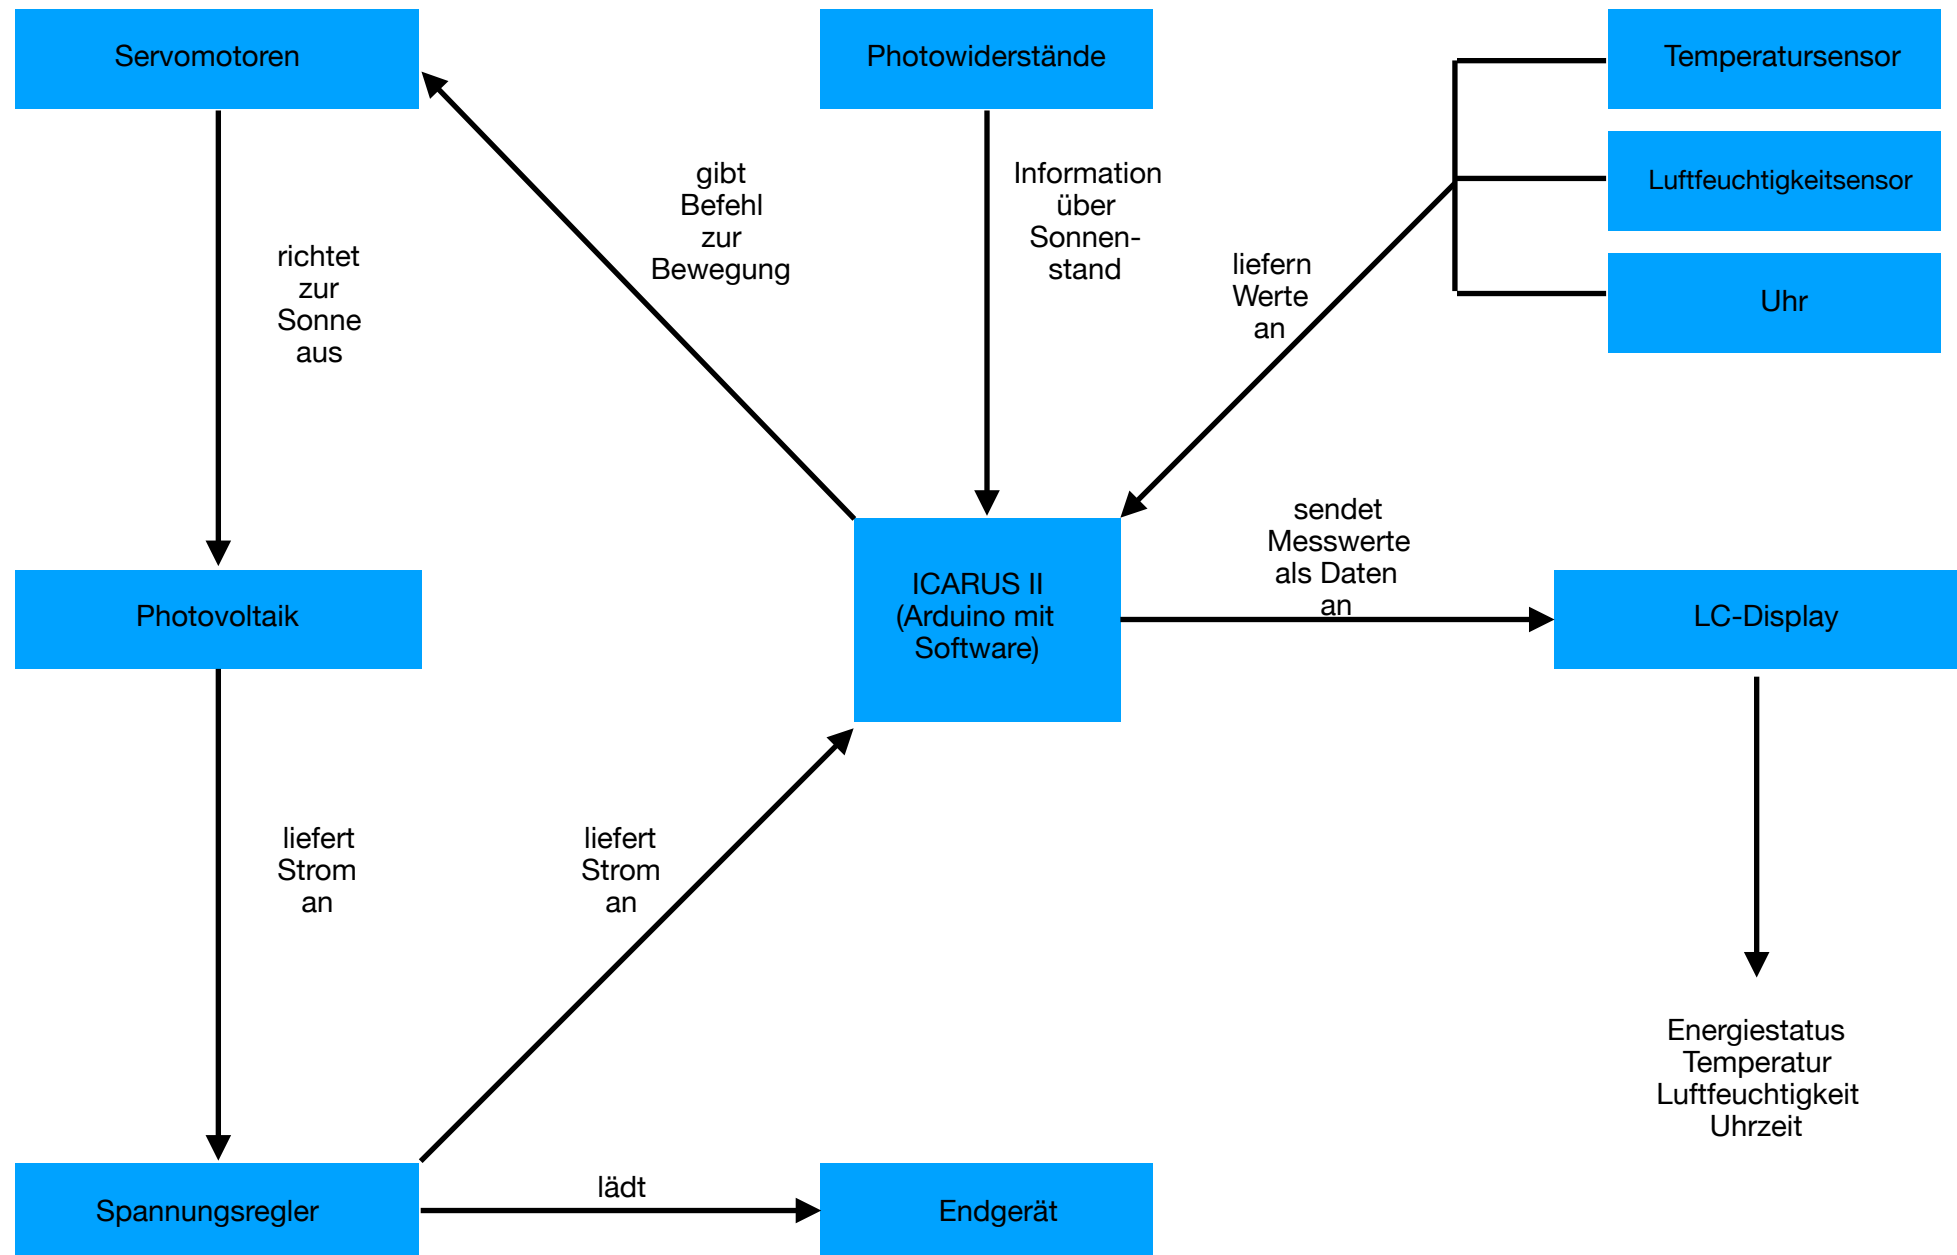 Servomotoren
Photowiderstände
Temperatursensor
Luftfeuchtigkeitsensor
Uhr
gibt
Befehl
zur
Bewegung
Information
über
Sonnen-
stand
richtet
zur
Sonne
aus
liefern
Werte
an
sendet
Messwerte
als Daten
an
Photovoltaik
ICARUS II
(Arduino mit
Software)
LC-Display
liefert
Strom
an
liefert
Strom
an
Energiestatus
Temperatur
Luftfeuchtigkeit
Uhrzeit
Spannungsregler
lädt
Endgerät